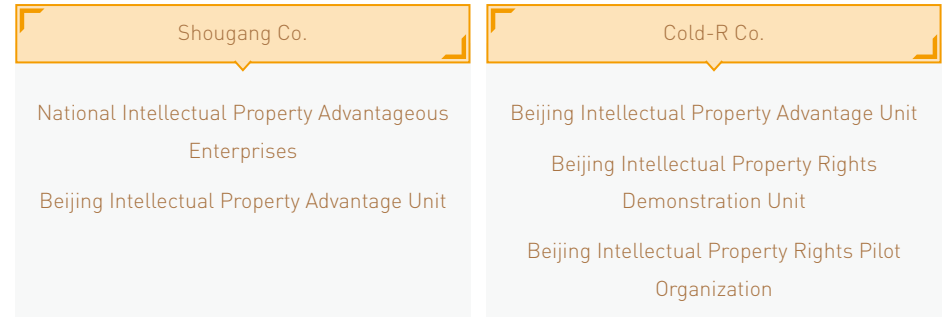 Shougang Co.
National Intellectual Property Advantageous
Enterprises
Beijing Intellectual Property Advantage Unit
Cold-R Co.
Beijing Intellectual Property Advantage Unit
Beijing Intellectual Property Rights
Demonstration Unit
Beijing Intellectual Property Rights Pilot
Organization